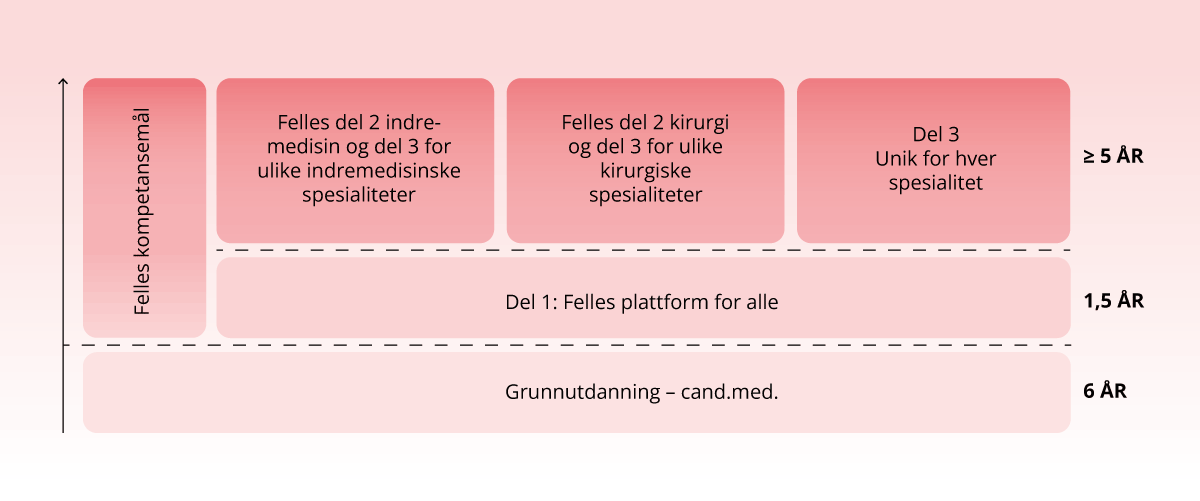 Felles kompetansemål
Felles del 2 indre-
medisin og del 3 for
ulike indremedisinske
spesialiteter
Felles del 2 kirurgi
og del 3 for ulike
kirurgiske
spesialiteter
Del 3
Unik for hver
spesialitet
≥ 5 ÅR
Del 1: Felles plattform for alle
1,5 ÅR
Grunnutdanning – cand.med.
6 ÅR